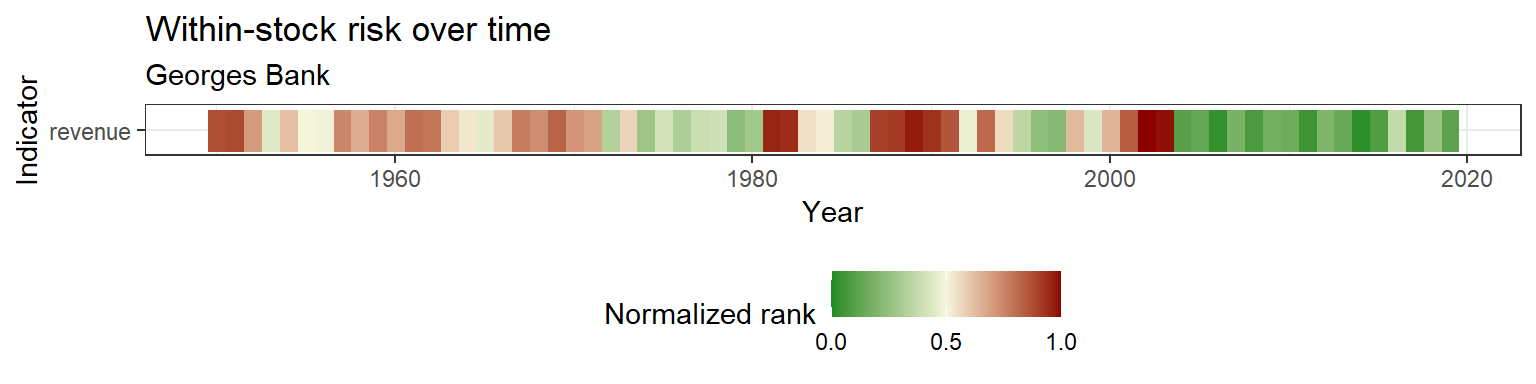 Within-stock risk over time
Georges Bank
Indicator
revenue
1960 1980 2000 2020
Year
Normalized rank
0.0 0.5 1.0